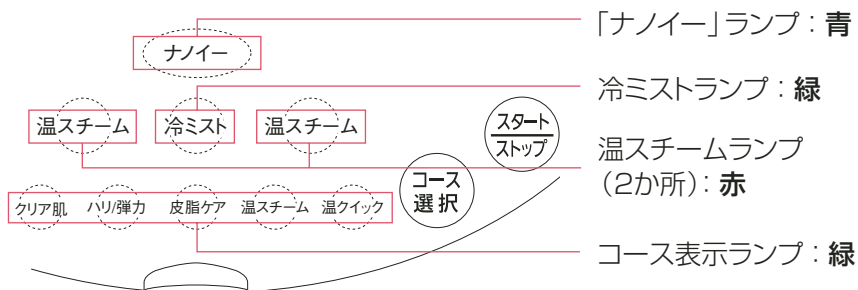 「ナノイー」ランプ：青
ナノイー
冷ミストランプ：緑
温スチーム
冷ミスト
温スチーム
スタート
ストップ
温スチームランプ
（2か所）：赤
コース
選択
クリア肌
ハリ/弾力
皮脂ケア
温スチーム
温クイック
コース表示ランプ：緑